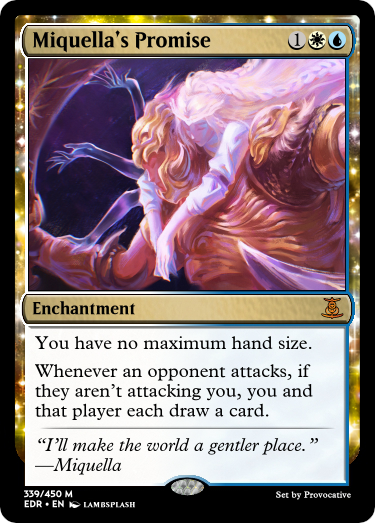 Miquella's Promise 1
Enchantment
You have no maximum hand size.
Whenever an opponent attacks, if
they aren't attacking you, you and
that player each draw a card.
“I'll make the world a gentler place.”
—Miquella
339/450 M
EDR • EN LAMBSPLASH
Set by Provocative